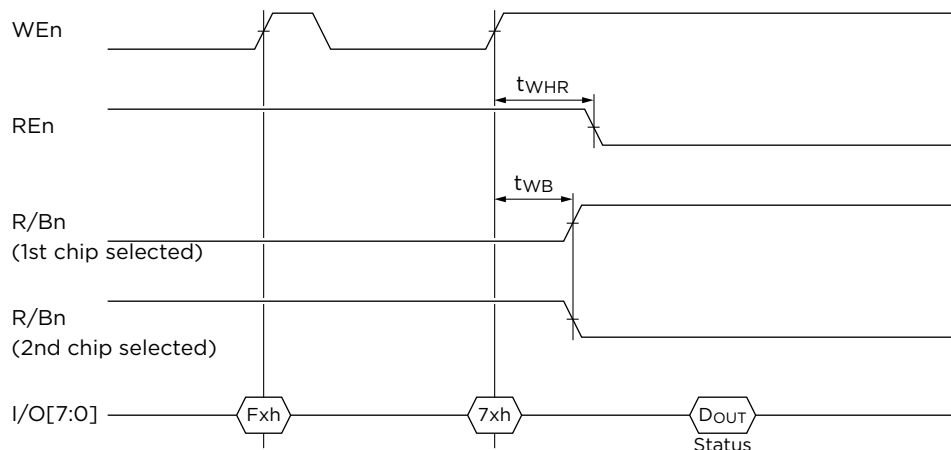 WEn
tWHR
REn
tWB
R/Bn
(1st chip selected)
R/Bn
(2nd chip selected)
I/O[7:0]
Fxh
7xh
DOUT
Status